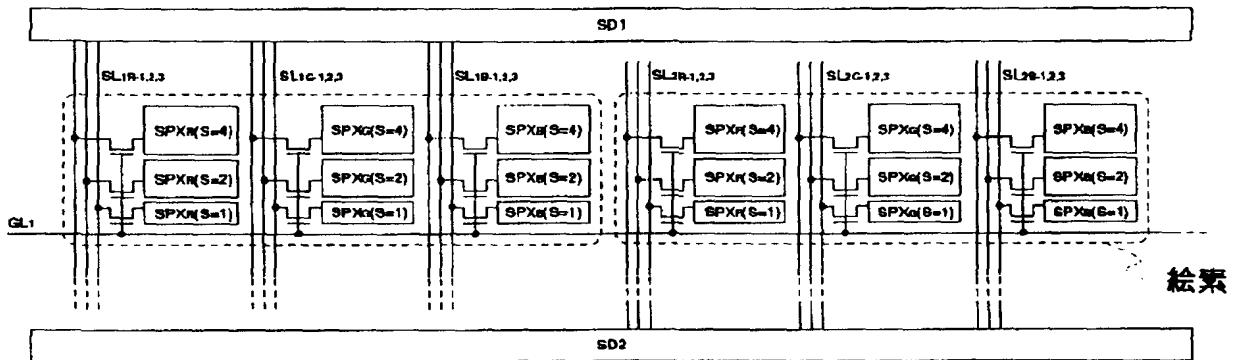 SD1
SL1R-1,2,3 SL1G-1,2,3 SL1B-1,2,3 SL2R-1,2,3 SL2G-1,2,3 SL2B-1,2,3
SPXR(S=4) SPXG(S=4) SPXB(S=4) SPXR(S=4) SPXG(S=4) SPXB(S=4)
SPXR(S=2) SPXG(S=2) SPXB(S=2) SPXR(S=2) SPXG(S=2) SPXB(S=2)
SPXR(S=1) SPXG(S=1) SPXB(S=1) SPXR(S=1) SPXG(S=1) SPXB(S=1)
GL1
絵素
SD2